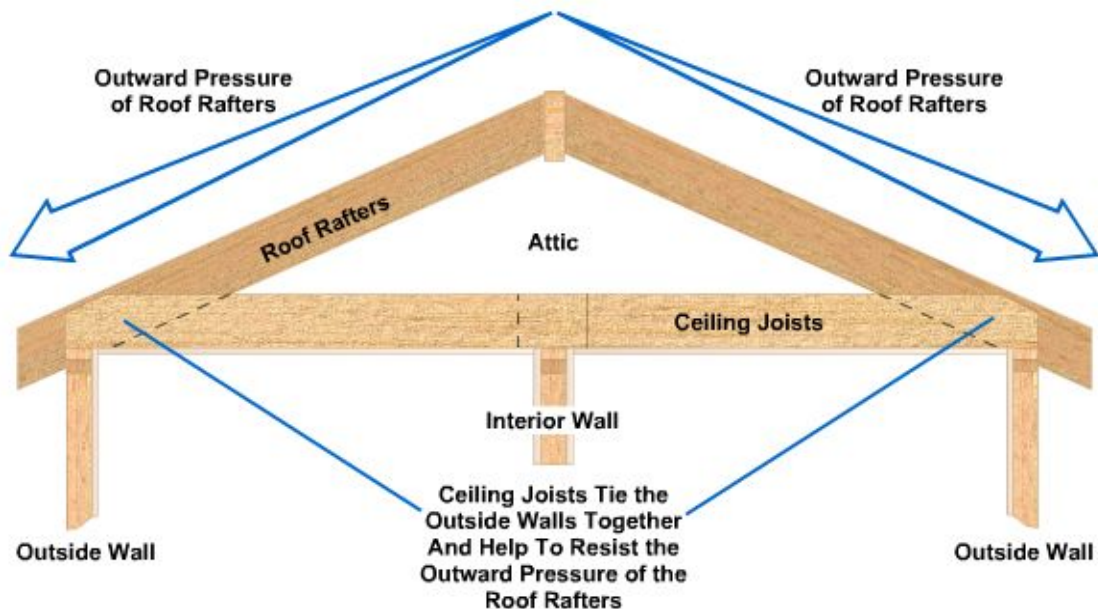 Outward Pressure
of Roof Rafters
Outward Pressure
of Roof Rafters
Roof Rafters
Attic
Ceiling Joists
Interior Wall
Ceiling Joists Tie the
Outside Walls Together
And Help To Resist the
Outward Pressure of the
Roof Rafters
Outside Wall
Outside Wall